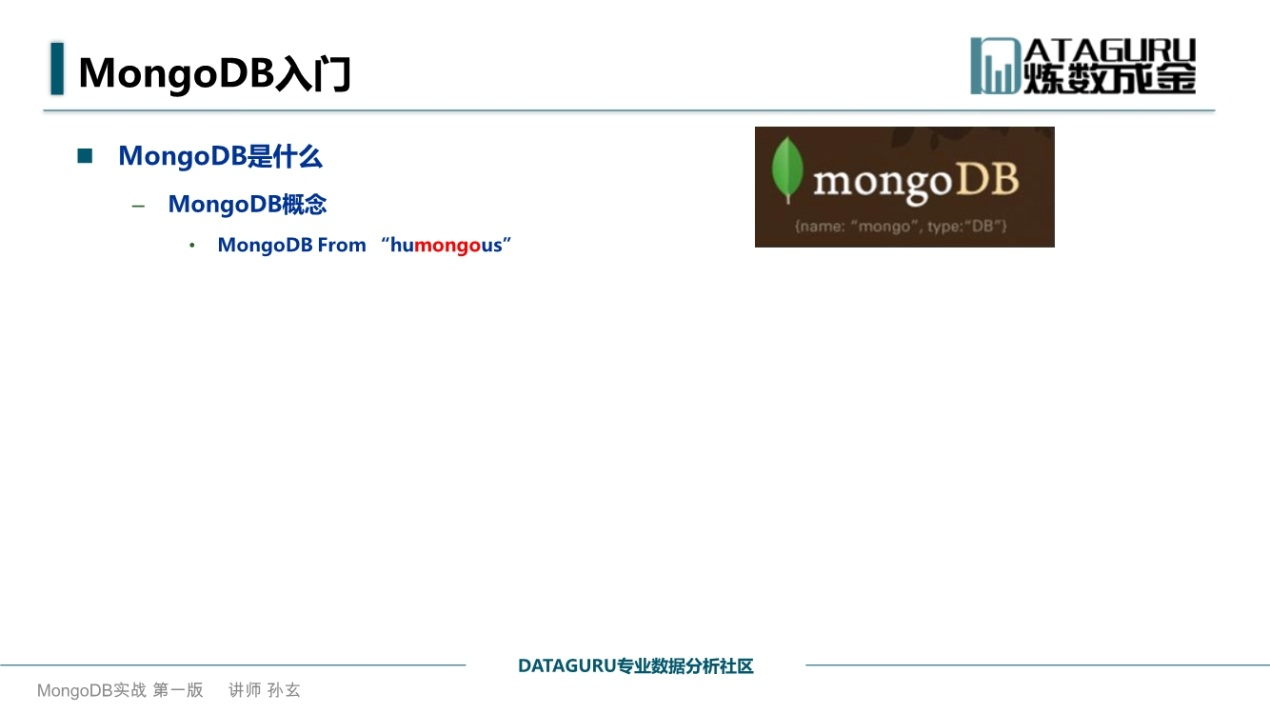 MongoDB入门
DATAGURU
炼数成金
MongoDB是什么
MongoDB概念
MongoDB From “humongous”
mongoDB
{name: “mongo”, type:“DB”}
DATAGURU专业数据分析社区
MongoDB实战 第一版 讲师 孙玄